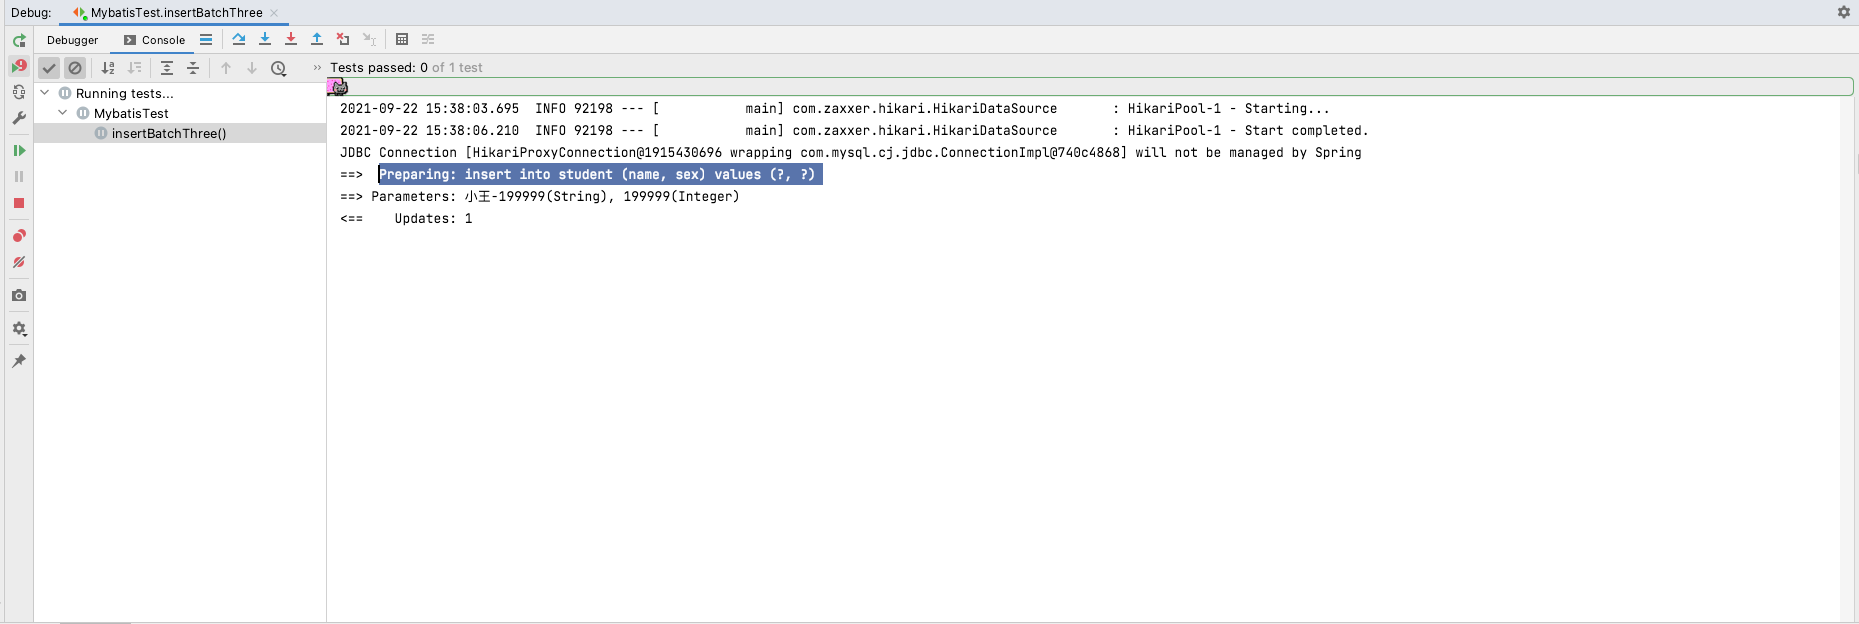 Debug: MybatisTest.insertBatchThree
Debugger Console
Tests passed: 0 of 1 test
Running tests...
MybatisTest
insertBatchThree()
2021-09-22 15:38:03.695  INFO 92198 --- [           main] com.zaxxer.hikari.HikariDataSource       : HikariPool-1 - Starting...
2021-09-22 15:38:06.210  INFO 92198 --- [           main] com.zaxxer.hikari.HikariDataSource       : HikariPool-1 - Start completed.
JDBC Connection [HikariProxyConnection@1915430696 wrapping com.mysql.cj.jdbc.ConnectionImpl@740c4868] will not be managed by Spring
==>  Preparing: insert into student (name, sex) values (?, ?)
==> Parameters: 小王-199999(String), 199999(Integer)
<==    Updates: 1